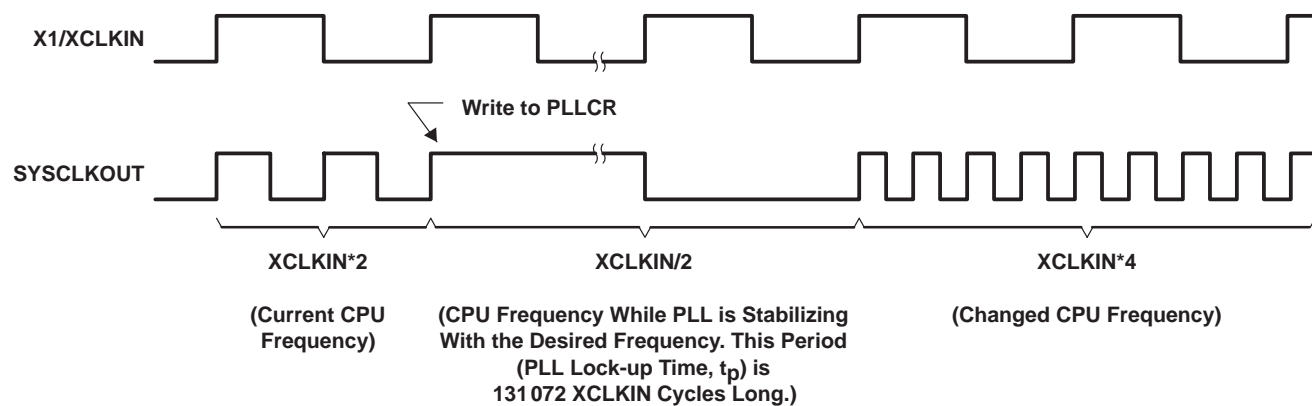 X1/XCLKIN
Write to PLLCR
SYSCLKOUT
XCLKIN*2
(Current CPU
Frequency)
XCLKIN/2
(CPU Frequency While PLL is Stabilizing
With the Desired Frequency. This Period
(PLL Lock-up Time, tp) is
131 072 XCLKIN Cycles Long.)
XCLKIN*4
(Changed CPU Frequency)